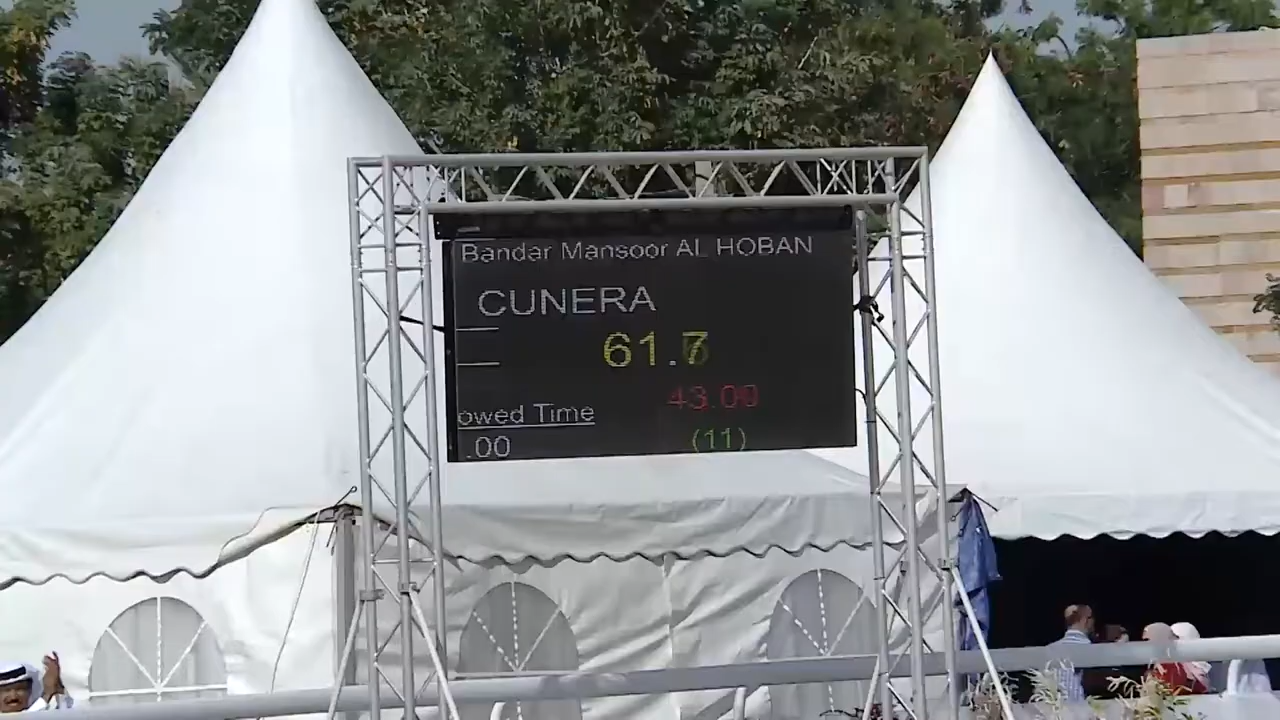 Bandar Mansoor AL HOBAN
CUNERA
61.7
43.00
owed Time
.00
(11)